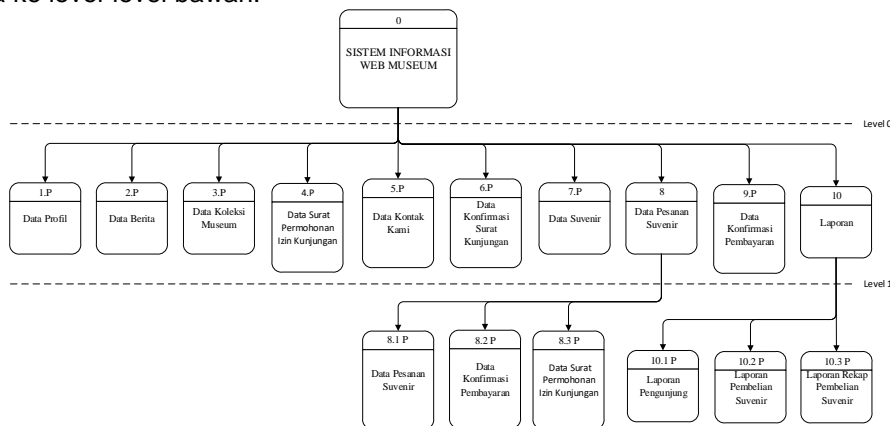 ke level-level bawah.
0
SISTEM INFORMASI
WEB MUSEUM
Level 0
1.P
Data Profil
2.P
Data Berita
3.P
Data Koleksi
Museum
4.P
Data Surat
Permohonan
Izin Kunjungan
5.P
Data Kontak
Kami
6.P
Data
Konfirmasi
Surat
Kunjungan
7.P
Data Suvenir
8
Data Pesanan
Suvenir
9.P
Data
Konfirmasi
Pembayaran
10
Laporan
Level 1
8.1 P
Data Pesanan
Suvenir
8.2 P
Data
Konfirmasi
Pembayaran
8.3 P
Data Surat
Permohonan
Izin Kunjungan
10.1 P
Laporan
Pengunjung
10.2 P
Laporan
Pembelian
Suvenir
10.3 P
Laporan Rekap
Pembelian
Suvenir